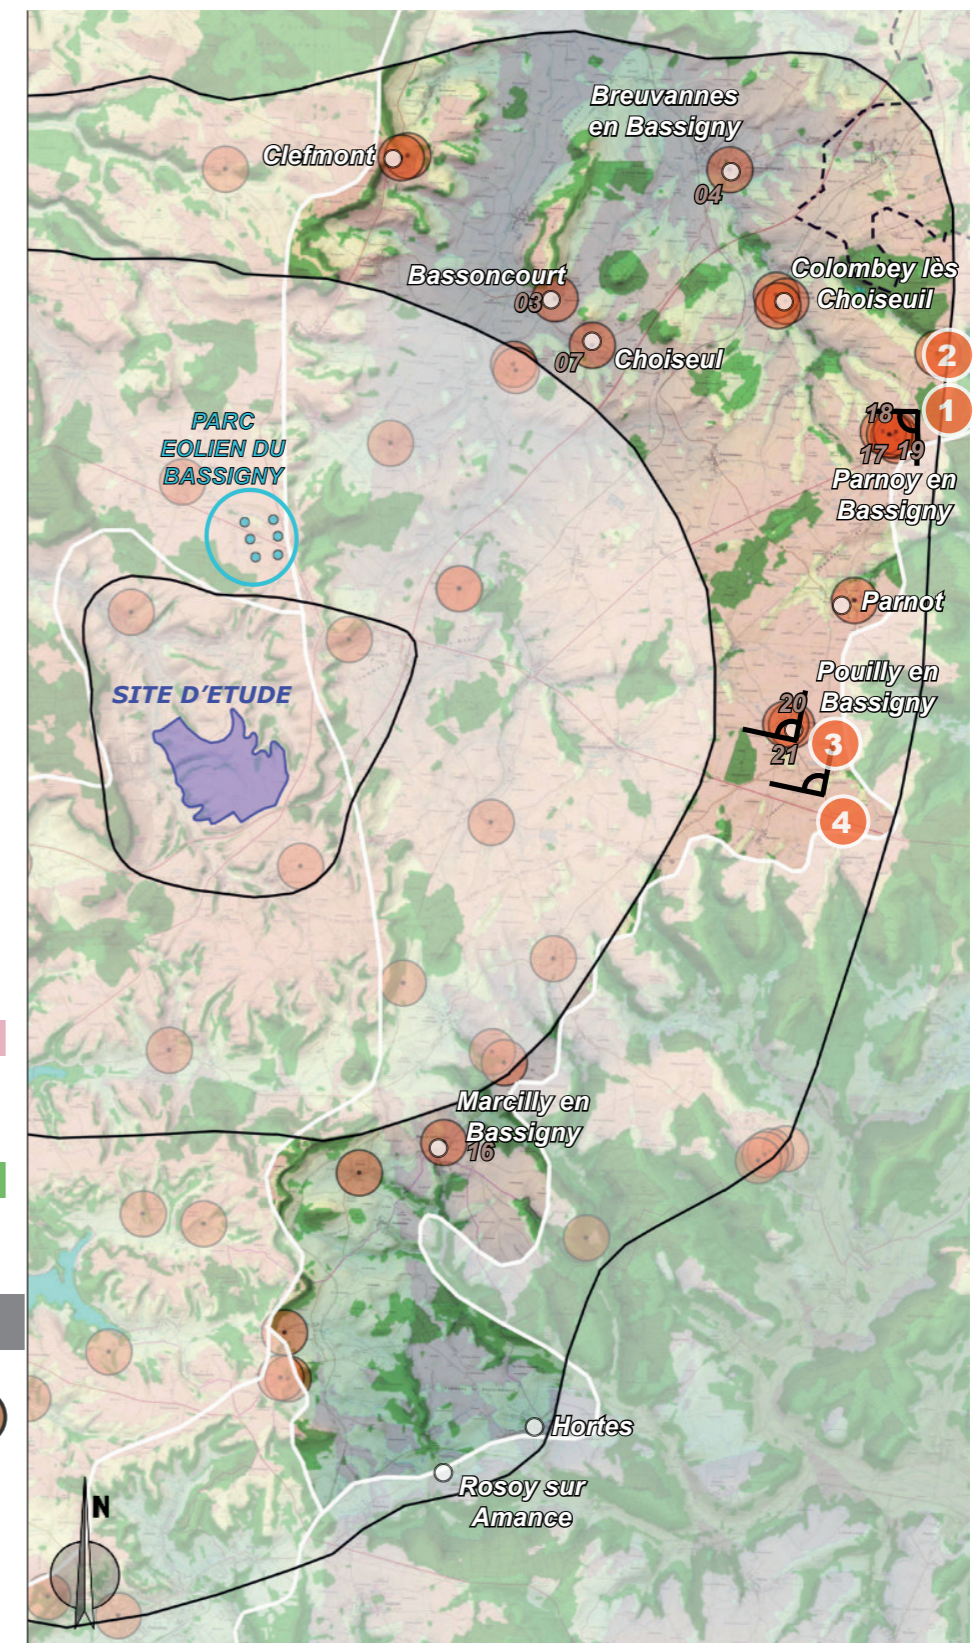 Breuvannes
en Bassigny
Clefmont
04
Bassoncourt
03
Colombey lès
Choiseuil
07
Choiseul
2
1
18
17
19
Parnoy en
Bassigny
PARC
EOLIEN DU
BASSIGNY
Parnot
SITE D'ETUDE
Pouilly en
Bassigny
20
21
3
4
Marcilly en
Bassigny
16
Hortes
Rosoy sur
Amance
N